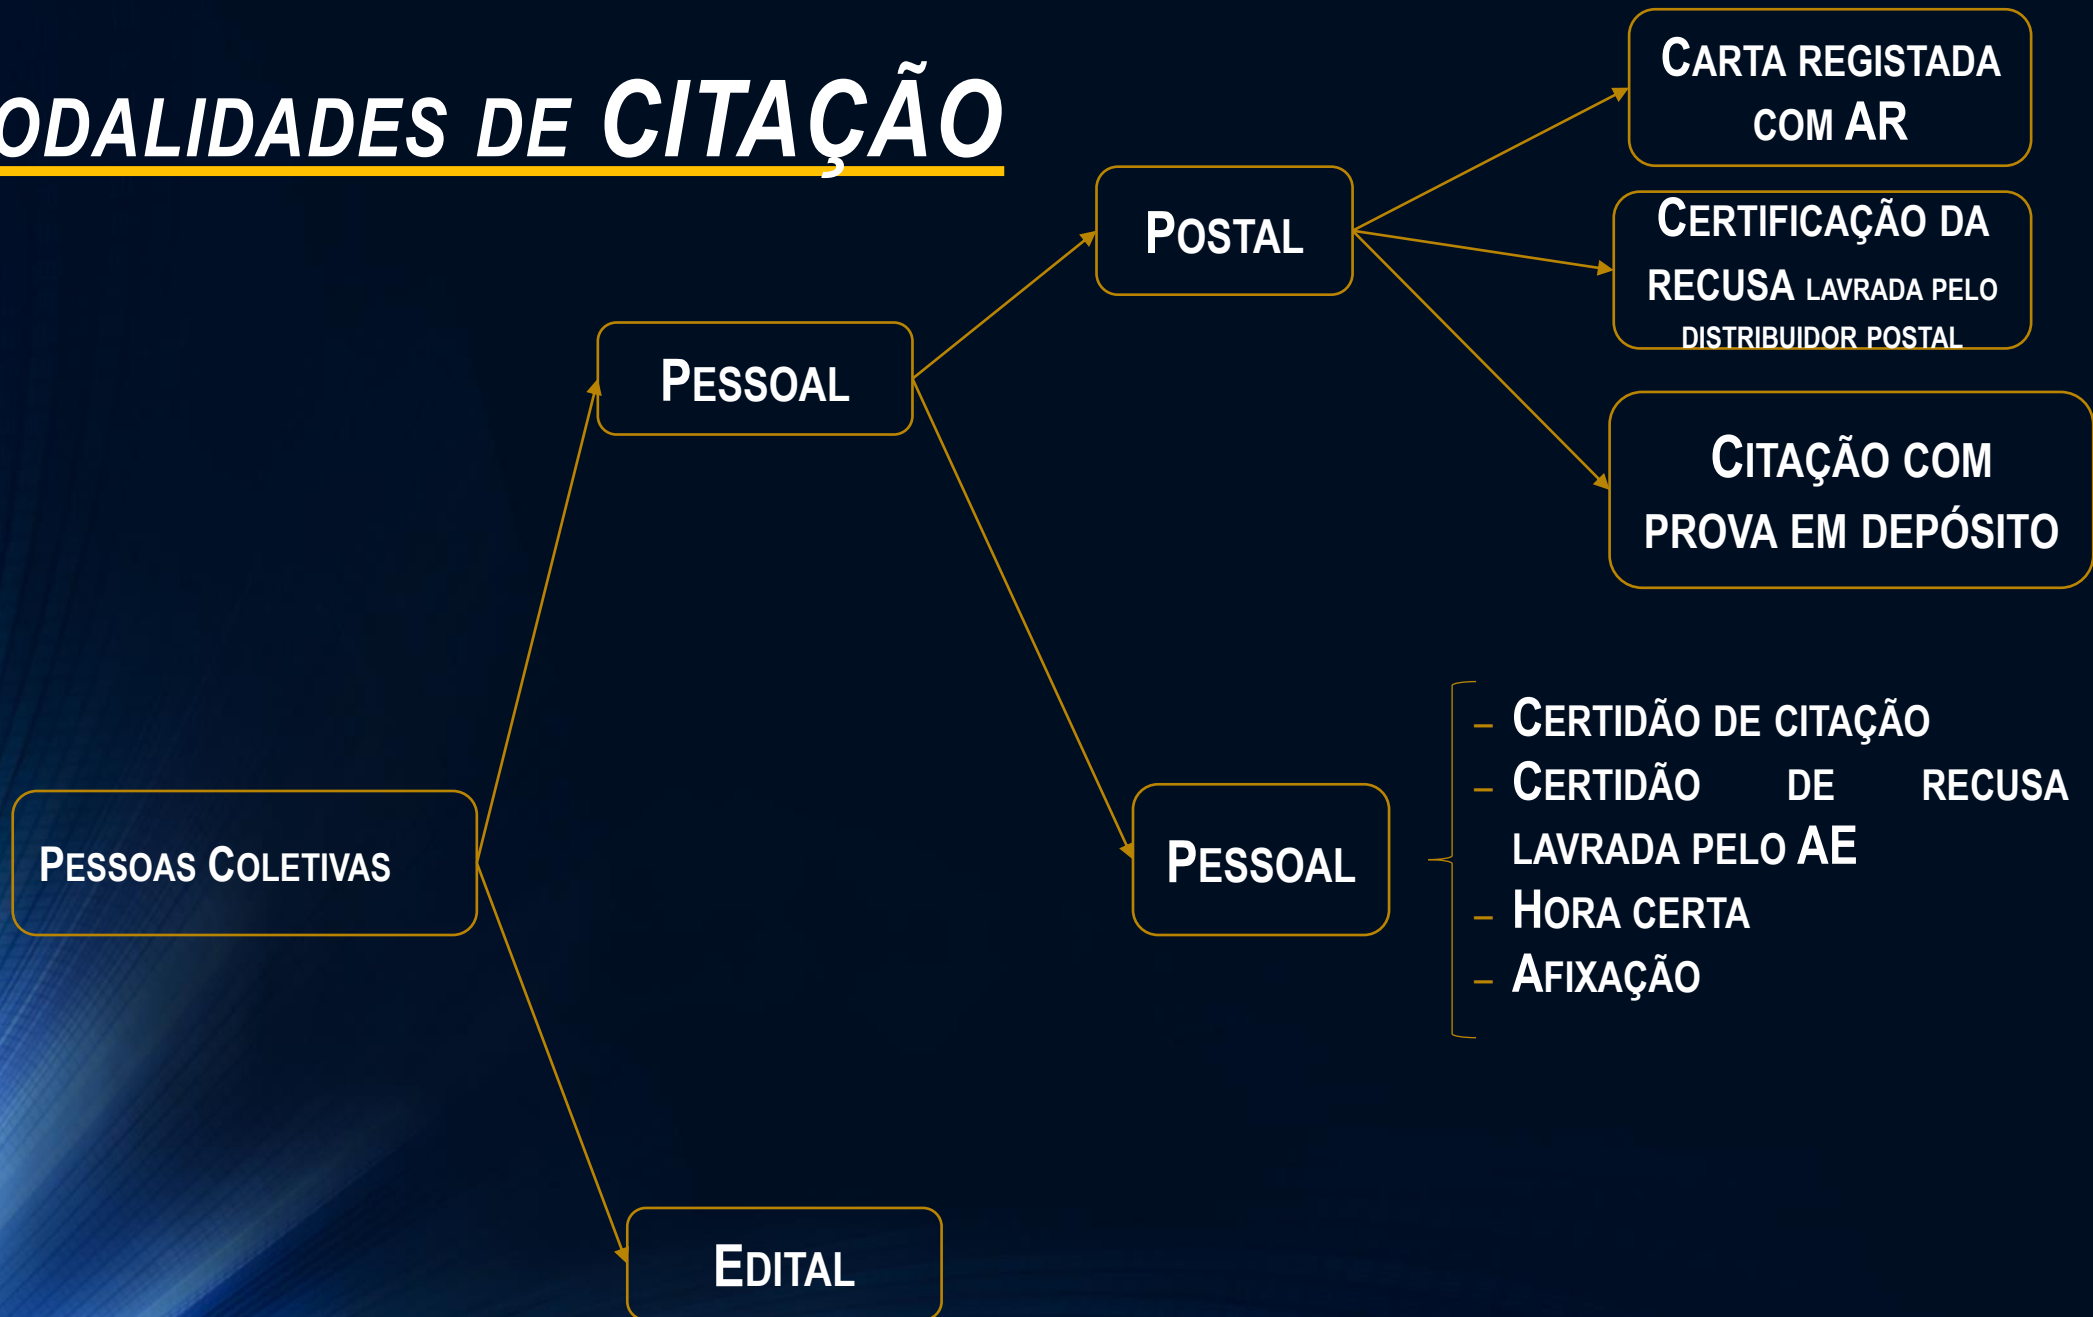 ODALIDADES DE CITAÇÃO
CARTA REGISTADA
COM AR
CERTIFICAÇÃO DA
RECUSA LAVRADA PELO
DISTRIBUIDOR POSTAL
POSTAL
CITAÇÃO COM
PROVA EM DEPÓSITO
PESSOAL
PESSOAS COLETIVAS
PESSOAL
– CERTIDÃO DE CITAÇÃO
– CERTIDÃO DE RECUSA
LAVRADA PELO AE
– HORA CERTA
– AFIXAÇÃO
EDITAL